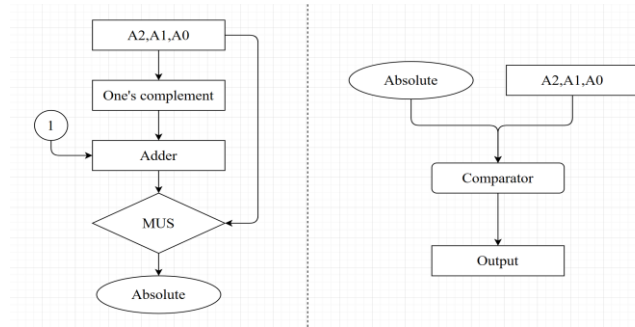 A2,A1,A0
One's complement
1
Adder
MUS
Absolute
Absolute
A2,A1,A0
Comparator
Output